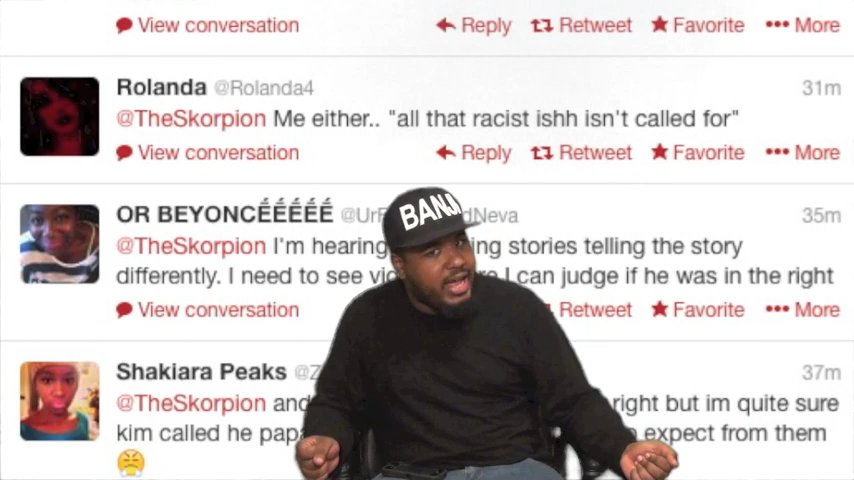 View conversation Reply Retweet Favorite More
Rolanda @Rolanda4 31m
@TheSkorpion Me either.. "all that racist ishh isn't called for"
View conversation Reply Retweet Favorite More
OR BEYONCÉÉÉÉÉ 35m
@TheSkorpion I'm hearing stories telling the story
differently. I need to see I can judge if he was in the right
View conversation Retweet Favorite More
BANJI
Shakiara Peaks 37m
@TheSkorpion and right but im quite sure
kim called he expect from them